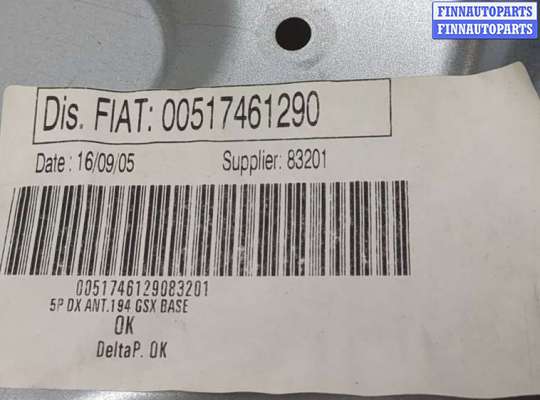 FINNAUTOPARTS
FINNAUTOPARTS
Dis. FIAT: 00517461290
Date : 16/09/05 Supplier: 83201
0051746129083201
5P DX ANT.194 GSX BASE
OK
DeltaP. OK